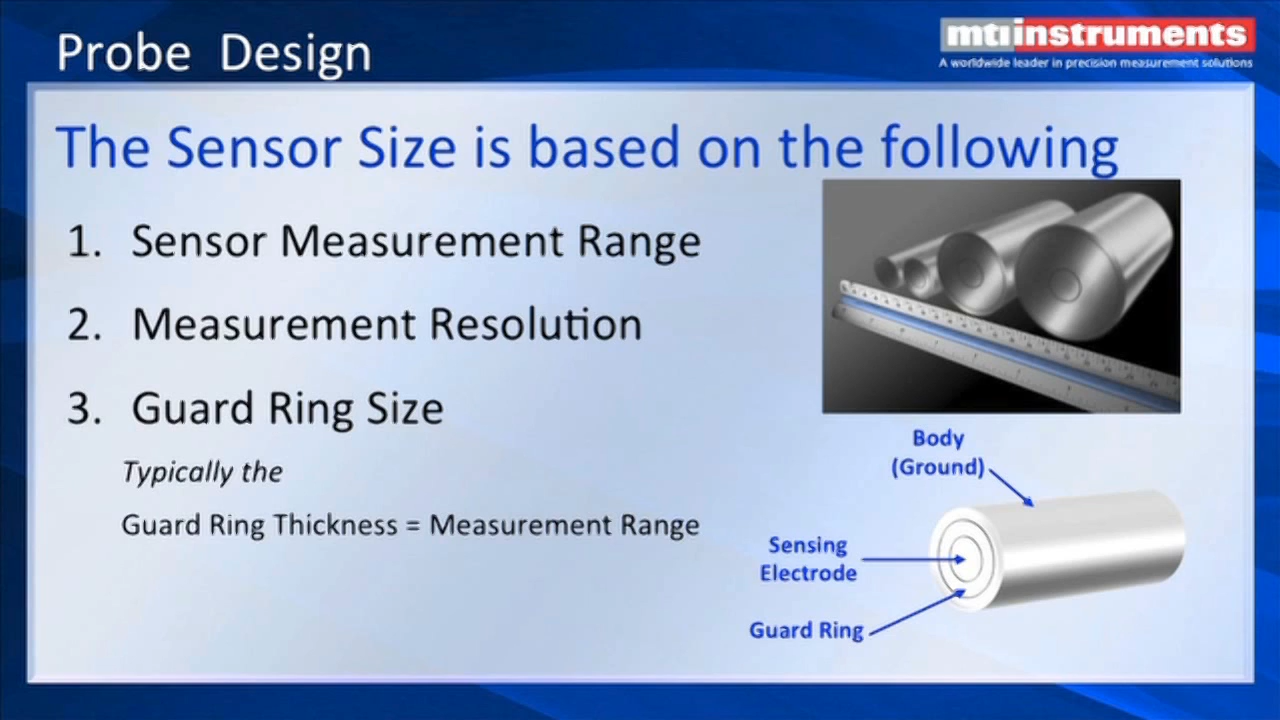 Probe Design
mtiinstruments
A worldwide leader in precision measurement solutions
The Sensor Size is based on the following
1. Sensor Measurement Range
2. Measurement Resolution
3. Guard Ring Size
Typically the
Guard Ring Thickness = Measurement Range
Body
(Ground)
Sensing
Electrode
Guard Ring